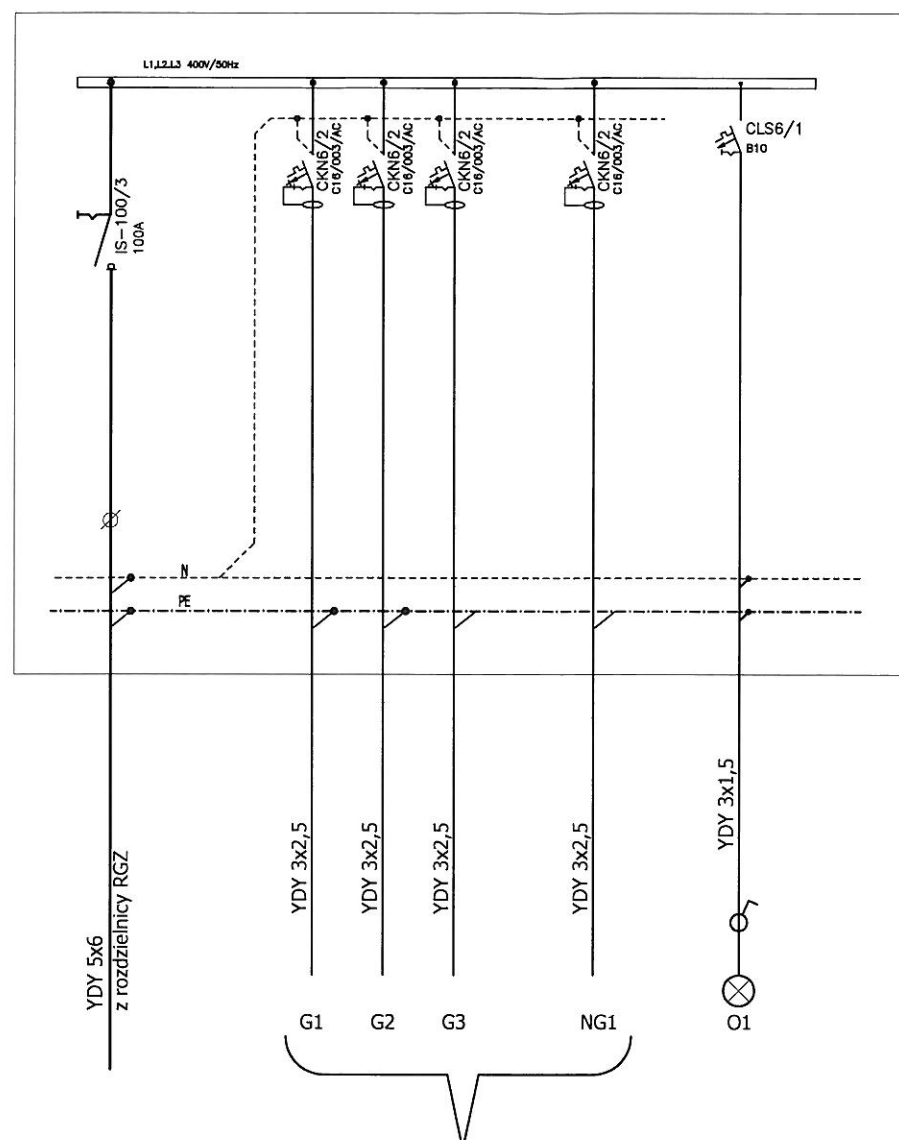 L1,L2,L3 400V/50Hz
IS-100/3
100A
CKN6/2
C16/003/AC
CKN6/2
C16/003/AC
CKN6/2
C16/003/AC
CKN6/2
C16/003/AC
CLS6/1
B10
N
PE
YDY 5x6
z rozdzielnicy RGZ
YDY 3x2,5
YDY 3x2,5
YDY 3x2,5
YDY 3x2,5
YDY 3x1,5
G1
G2
G3
NG1
O1